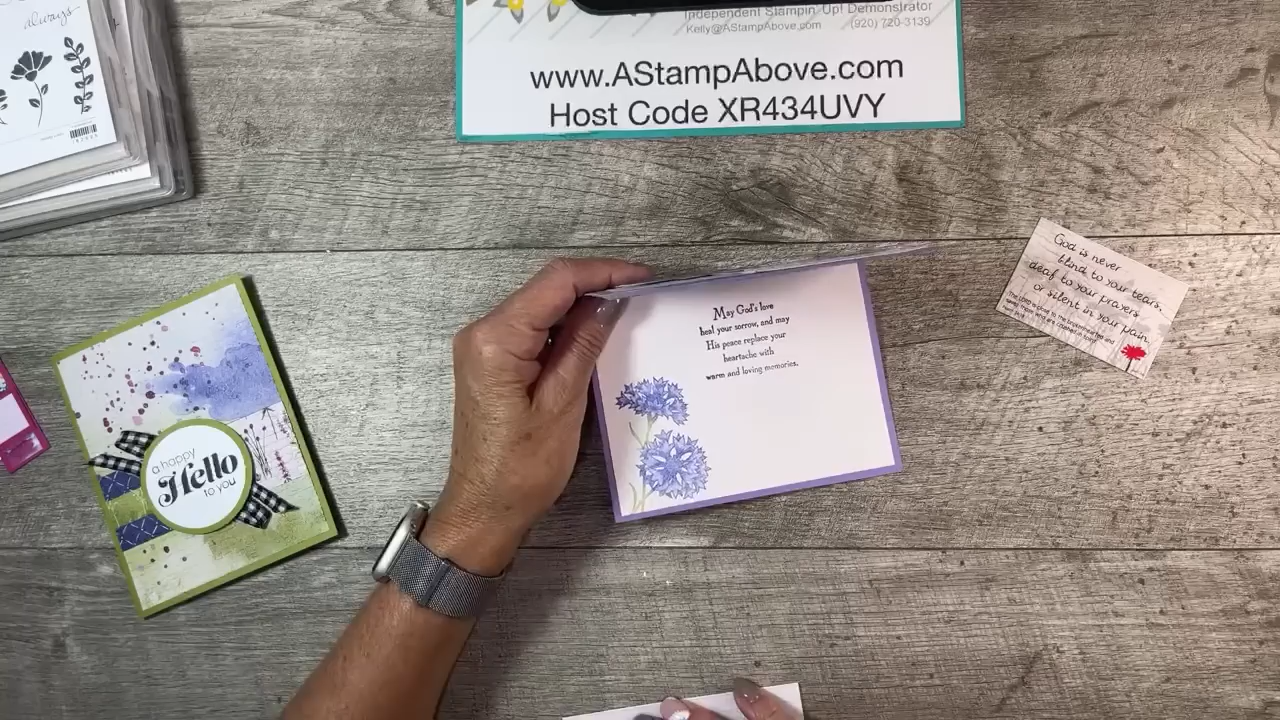 always
Independent Stampin' Up! Demonstrator
Kelly@AStampAbove.com (920) 720-3139
www.AStampAbove.com
Host Code XR434UVY
God is never
blind to your tears,
deaf to your prayers
or silent in your pain.
May God's love
heal your sorrow, and may
His peace replace your
heartache with
warm and loving memories.
a happy
Hello
to you